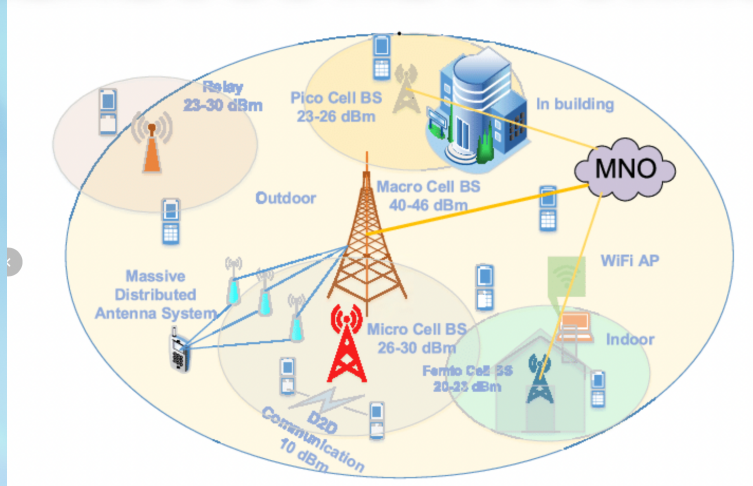 Relay
23-30 dBm
Pico Cell BS
23-26 dBm
In building
MNO
Outdoor
Macro Cell BS
40-46 dBm
WiFi AP
Massive
Distributed
Antenna System
Micro Cell BS
26-30 dBm
Indoor
Femto Cell BS
20-23 dBm
D2D
Communication
10 dBm